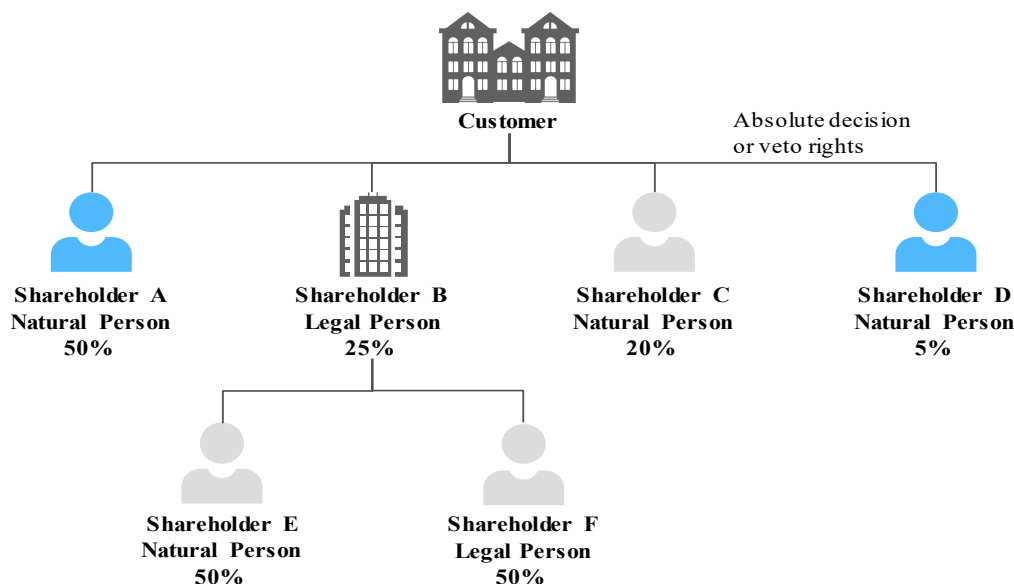 Customer
Absolute decision
or veto rights
Shareholder A
Natural Person
50%
Shareholder B
Legal Person
25%
Shareholder C
Natural Person
20%
Shareholder D
Natural Person
5%
Shareholder E
Natural Person
50%
Shareholder F
Legal Person
50%